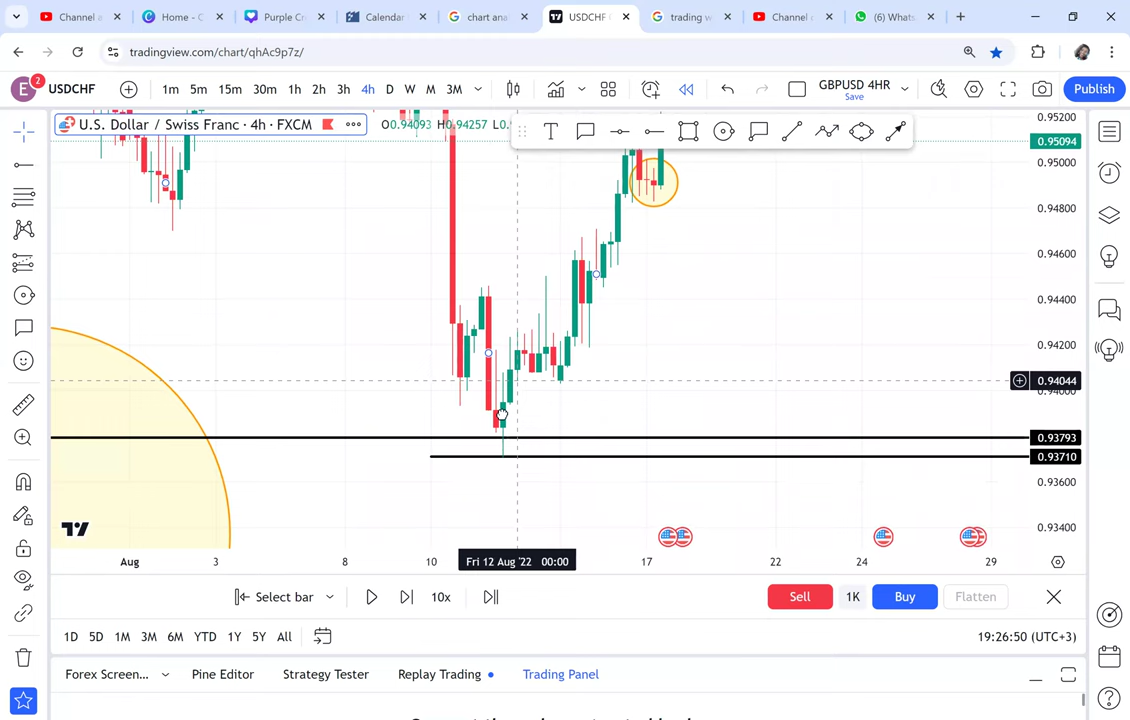 Channel c
Home - C
Purple Cr
Calendar
chart ana
USDCHF
trading w
Channel c
(6) Whats
tradingview.com/chart/qhAc9p7z/
E 2 USDCHF 1m 5m 15m 30m 1h 2h 3h 4h D W M 3M GBPUSD 4HR Save Publish
U.S. Dollar / Swiss Franc · 4h · FXCM O0.94093 H0.94257 L0.
0.95200
0.95094
0.95000
0.94800
0.94600
0.94400
0.94200
0.94044
0.94000
0.93793
0.93710
0.93600
0.93400
Aug 3 8 10 Fri 12 Aug '22 00:00 17 22 24 29
Select bar 10x Sell 1K Buy Flatten
1D 5D 1M 3M 6M YTD 1Y 5Y All 19:26:50 (UTC+3)
Forex Screen... Pine Editor Strategy Tester Replay Trading Trading Panel